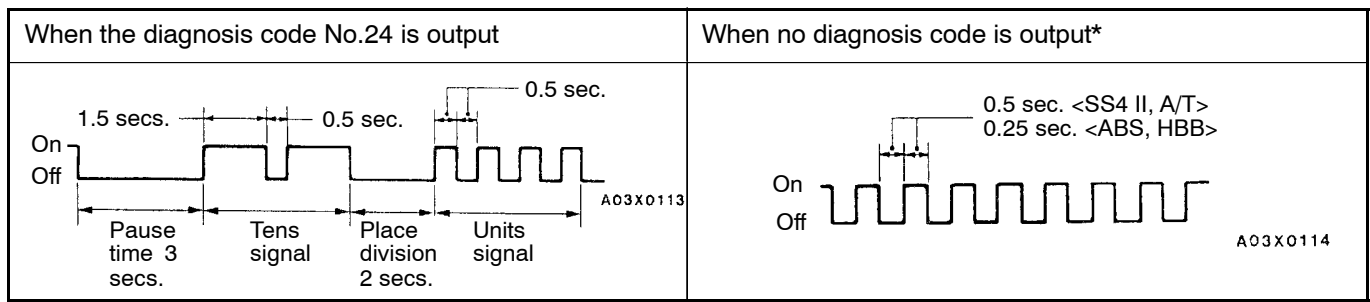 When the diagnosis code No.24 is output
0.5 sec.
1.5 secs.
0.5 sec.
On
Off
A03X0113
Pause
time 3
secs.
Tens
signal
Place
division
2 secs.
Units
signal
When no diagnosis code is output*
0.5 sec. <SS4 II, A/T>
0.25 sec. <ABS, HBB>
On
Off
A03X0114